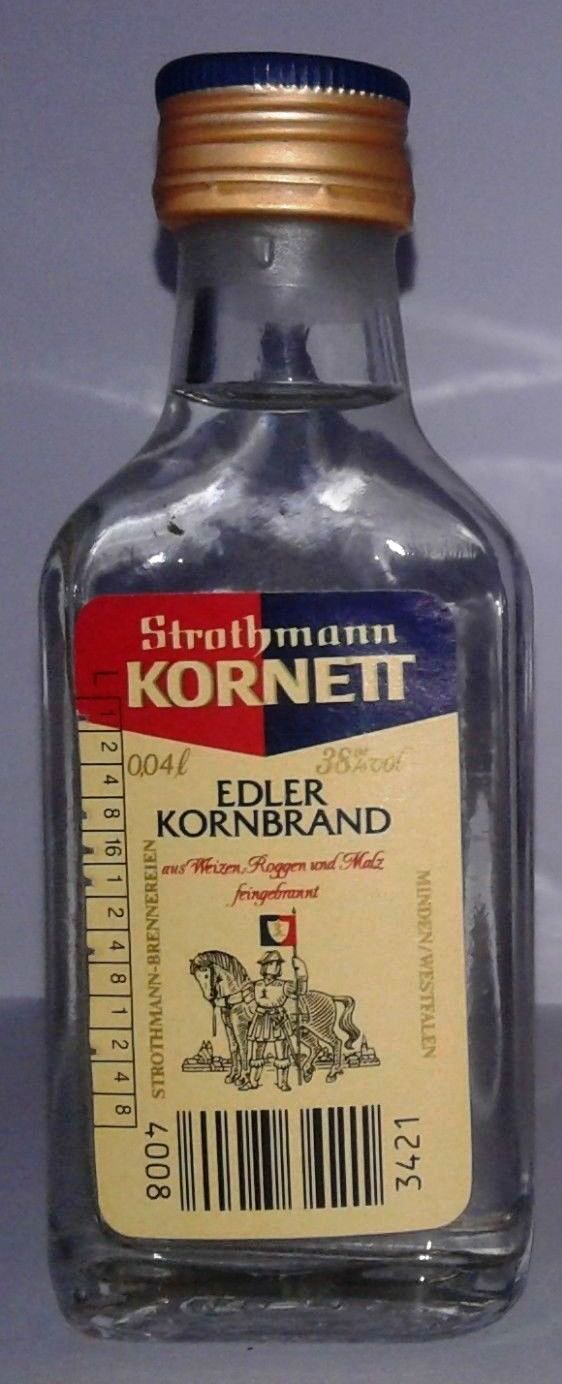 Strothmann
KORNETT
0,04 ℓ
38% vol
EDLER
KORNBRAND
aus Weizen, Roggen und Malz
feingebrannt
STROTHMANN-BRENNEREIEN
MINDEN/WESTFALEN
L 1 2 4 8 16 1 2 4 8 1 2 4 8
4008 3421